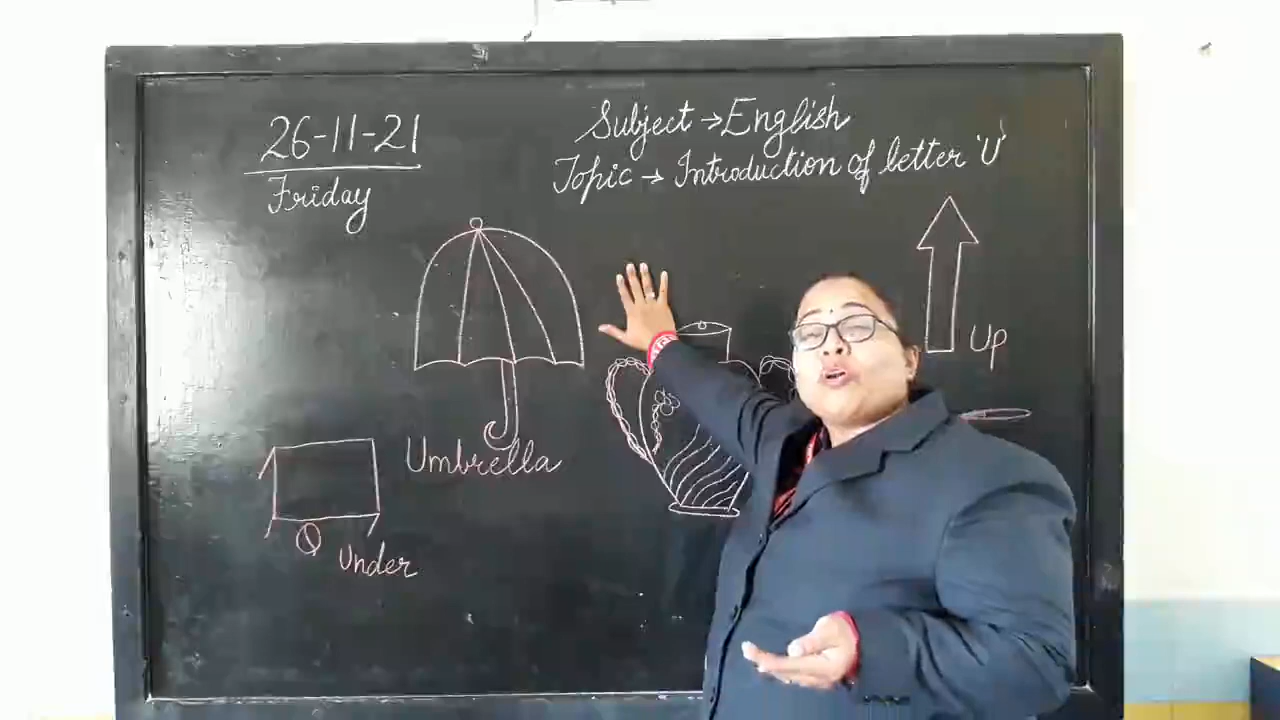 26-11-21
Friday
Subject → English
Topic → Introduction of letter 'U'
Up
Umbrella
Under